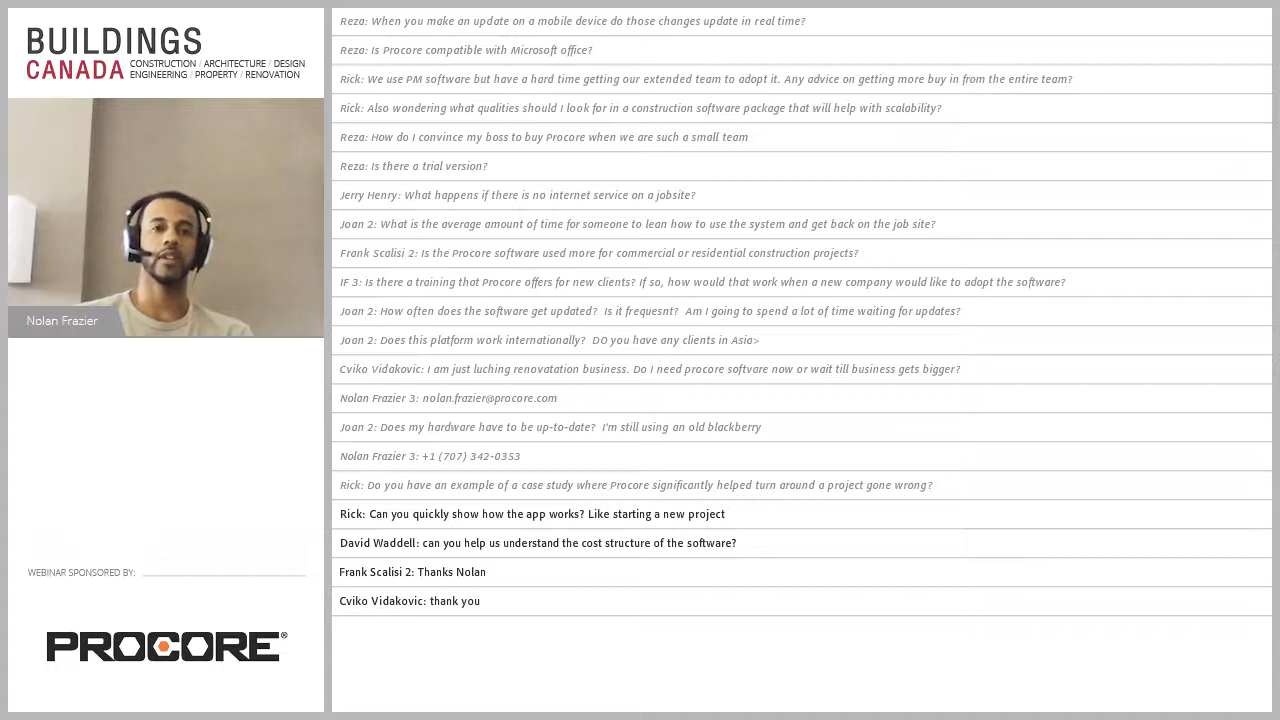 BUILDINGS
CANADA
CONSTRUCTION / ARCHITECTURE / DESIGN
ENGINEERING / PROPERTY / RENOVATION
Nolan Frazier
WEBINAR SPONSORED BY:
PROCORE®
Reza: When you make an update on a mobile device do those changes update in real time?
Reza: Is Procore compatible with Microsoft office?
Rick: We use PM software but have a hard time getting our extended team to adopt it. Any advice on getting more buy in from the entire team?
Rick: Also wondering what qualities should I look for in a construction software package that will help with scalability?
Reza: How do I convince my boss to buy Procore when we are such a small team
Reza: Is there a trial version?
Jerry Henry: What happens if there is no internet service on a jobsite?
Joan 2: What is the average amount of time for someone to lean how to use the system and get back on the job site?
Frank Scalisi 2: Is the Procore software used more for commercial or residential construction projects?
IF 3: Is there a training that Procore offers for new clients? If so, how would that work when a new company would like to adopt the software?
Joan 2: How often does the software get updated?  Is it frequesnt?  Am I going to spend a lot of time waiting for updates?
Joan 2: Does this platform work internationally?  DO you have any clients in Asia>
Cviko Vidakovic: I am just luching renovatation business. Do I need procore softvare now or wait till business gets bigger?
Nolan Frazier 3: nolan.frazier@procore.com
Joan 2: Does my hardware have to be up-to-date?  I'm still using an old blackberry
Nolan Frazier 3: +1 (707) 342-0353
Rick: Do you have an example of a case study where Procore significantly helped turn around a project gone wrong?
Rick: Can you quickly show how the app works? Like starting a new project
David Waddell: can you help us understand the cost structure of the software?
Frank Scalisi 2: Thanks Nolan
Cviko Vidakovic: thank you